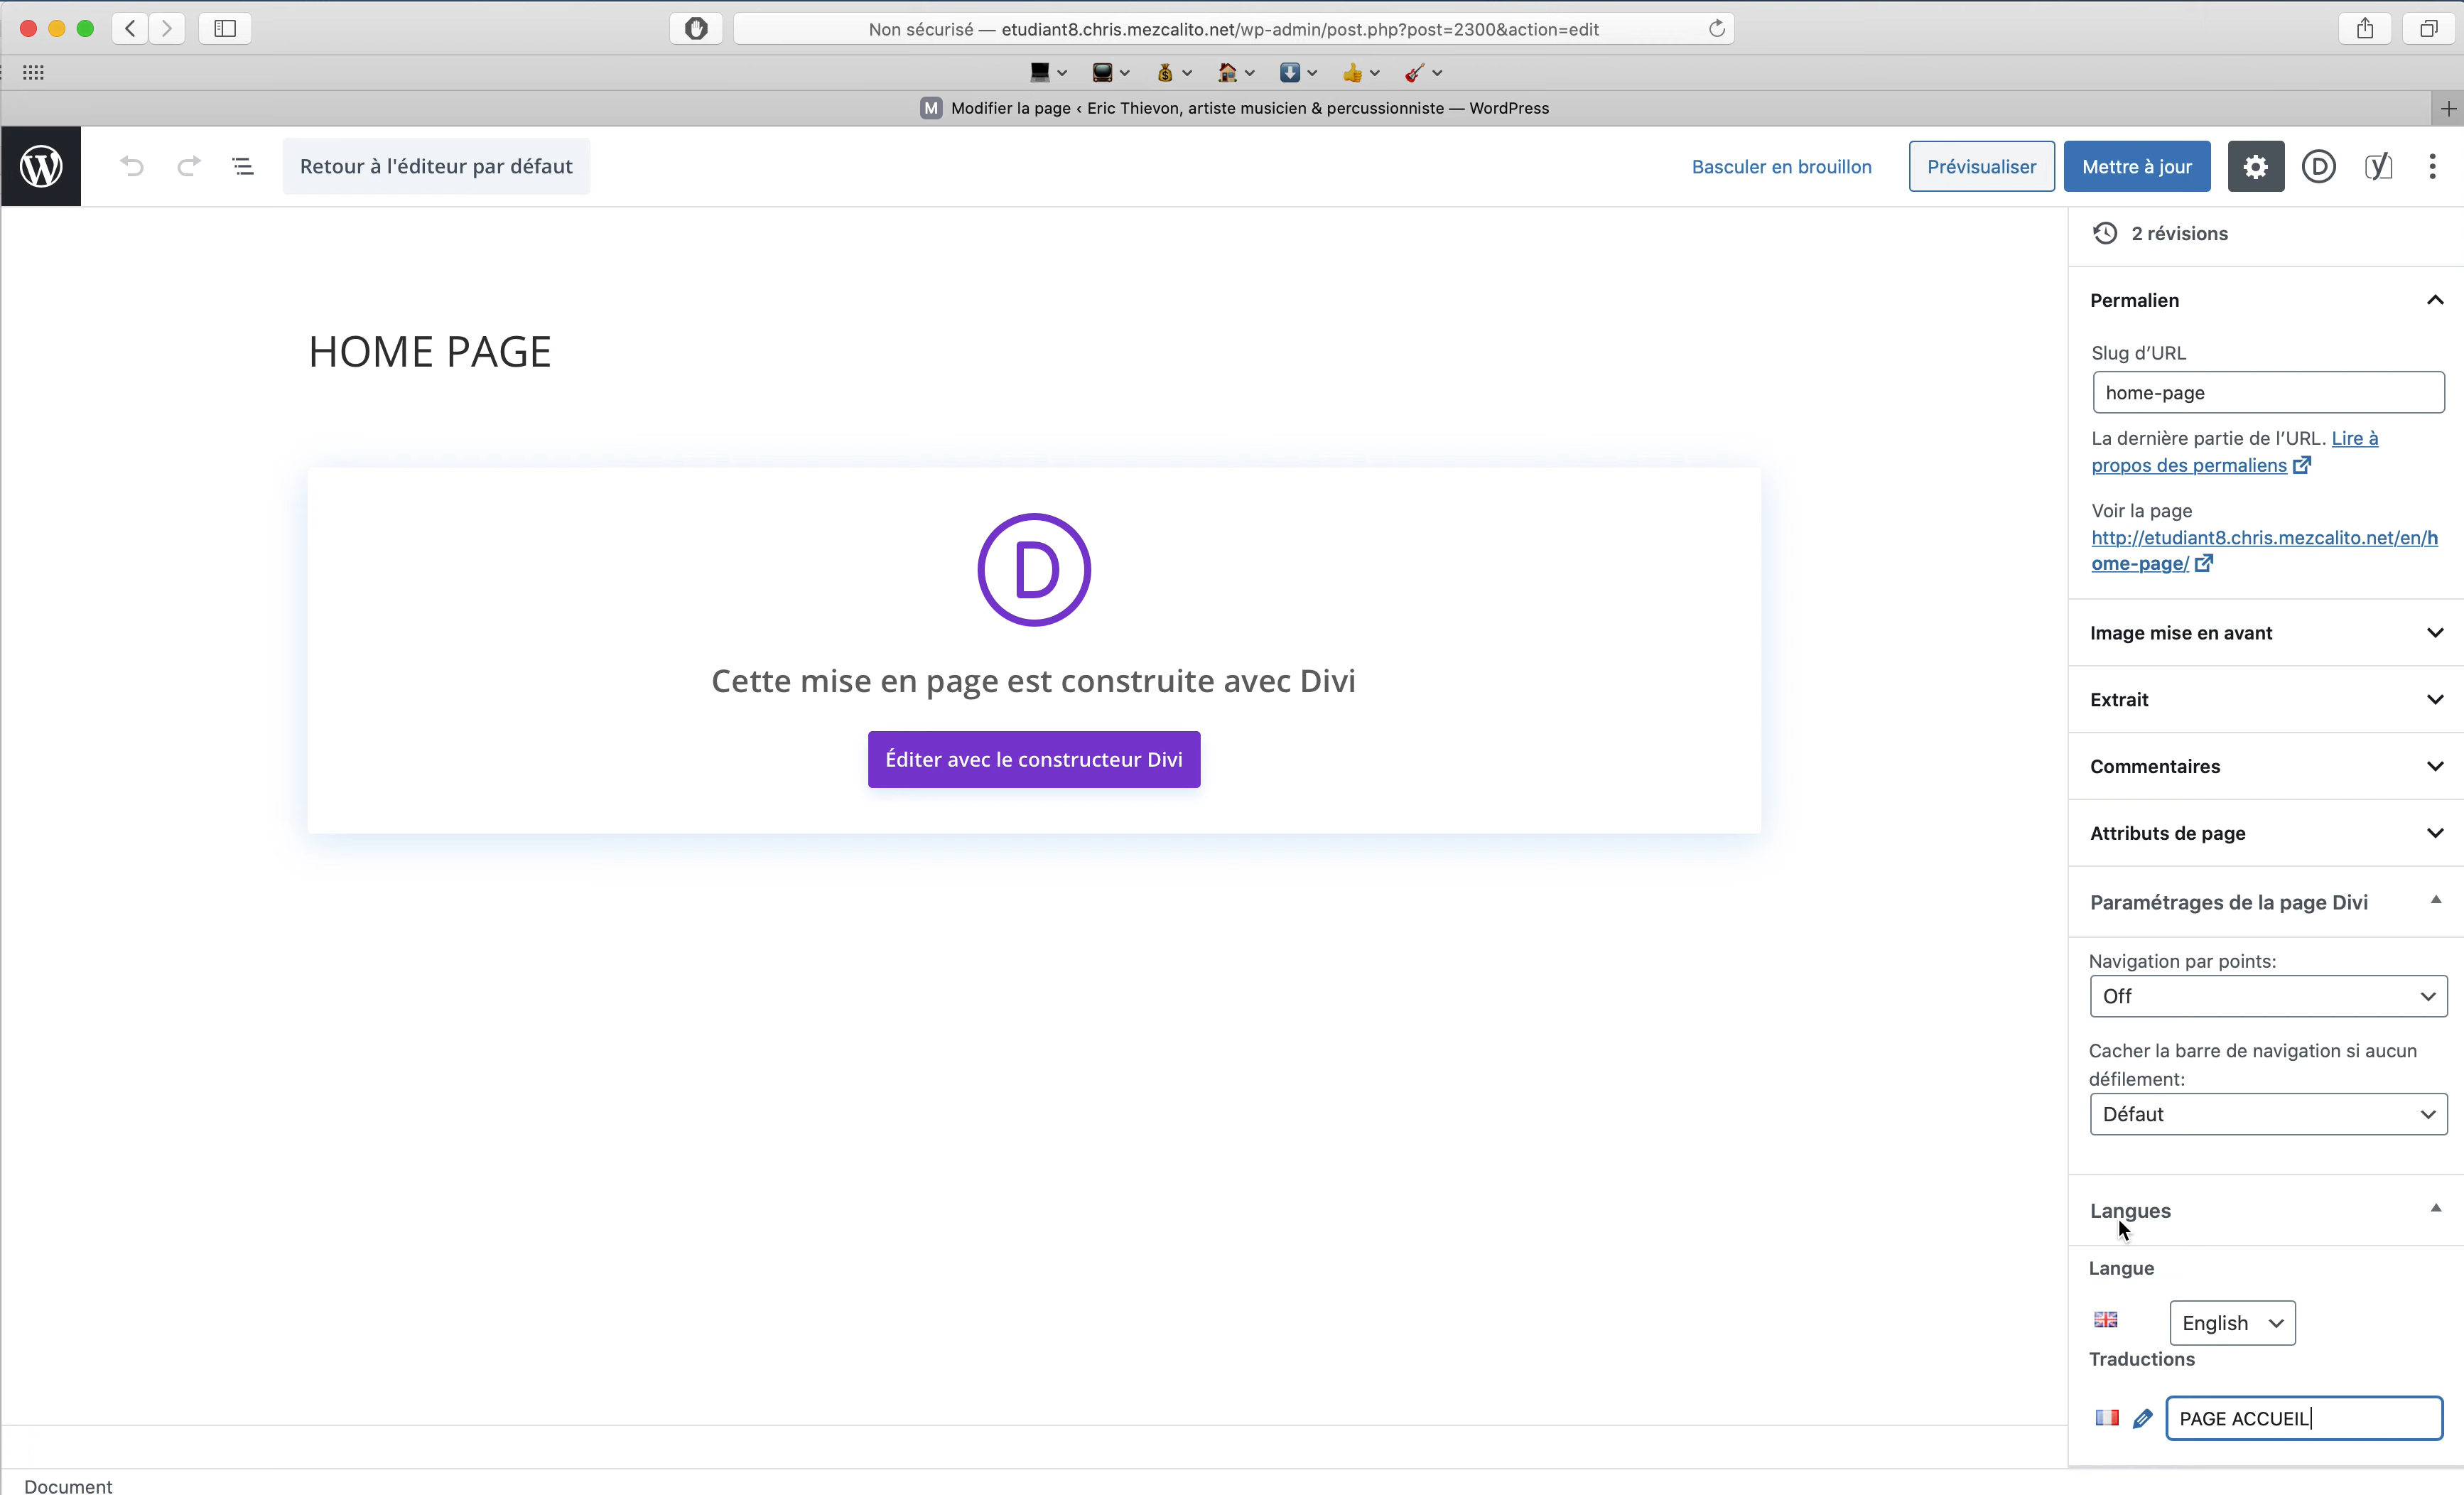 Non sécurisé — etudiant8.chris.mezcalito.net/wp-admin/post.php?post=2300&action=edit
M Modifier la page ‹ Eric Thievon, artiste musicien & percussionniste — WordPress
Retour à l'éditeur par défaut
Basculer en brouillon
Prévisualiser
Mettre à jour
2 révisions
HOME PAGE
Cette mise en page est construite avec Divi
Éditer avec le constructeur Divi
Permalien
Slug d’URL
home-page
La dernière partie de l’URL. Lire à
propos des permaliens
Voir la page
http://etudiant8.chris.mezcalito.net/en/h
ome-page/
Image mise en avant
Extrait
Commentaires
Attributs de page
Paramétrages de la page Divi
Navigation par points:
Off
Cacher la barre de navigation si aucun
défilement:
Défaut
Langues
Langue
English
Traductions
PAGE ACCUEIL
Document